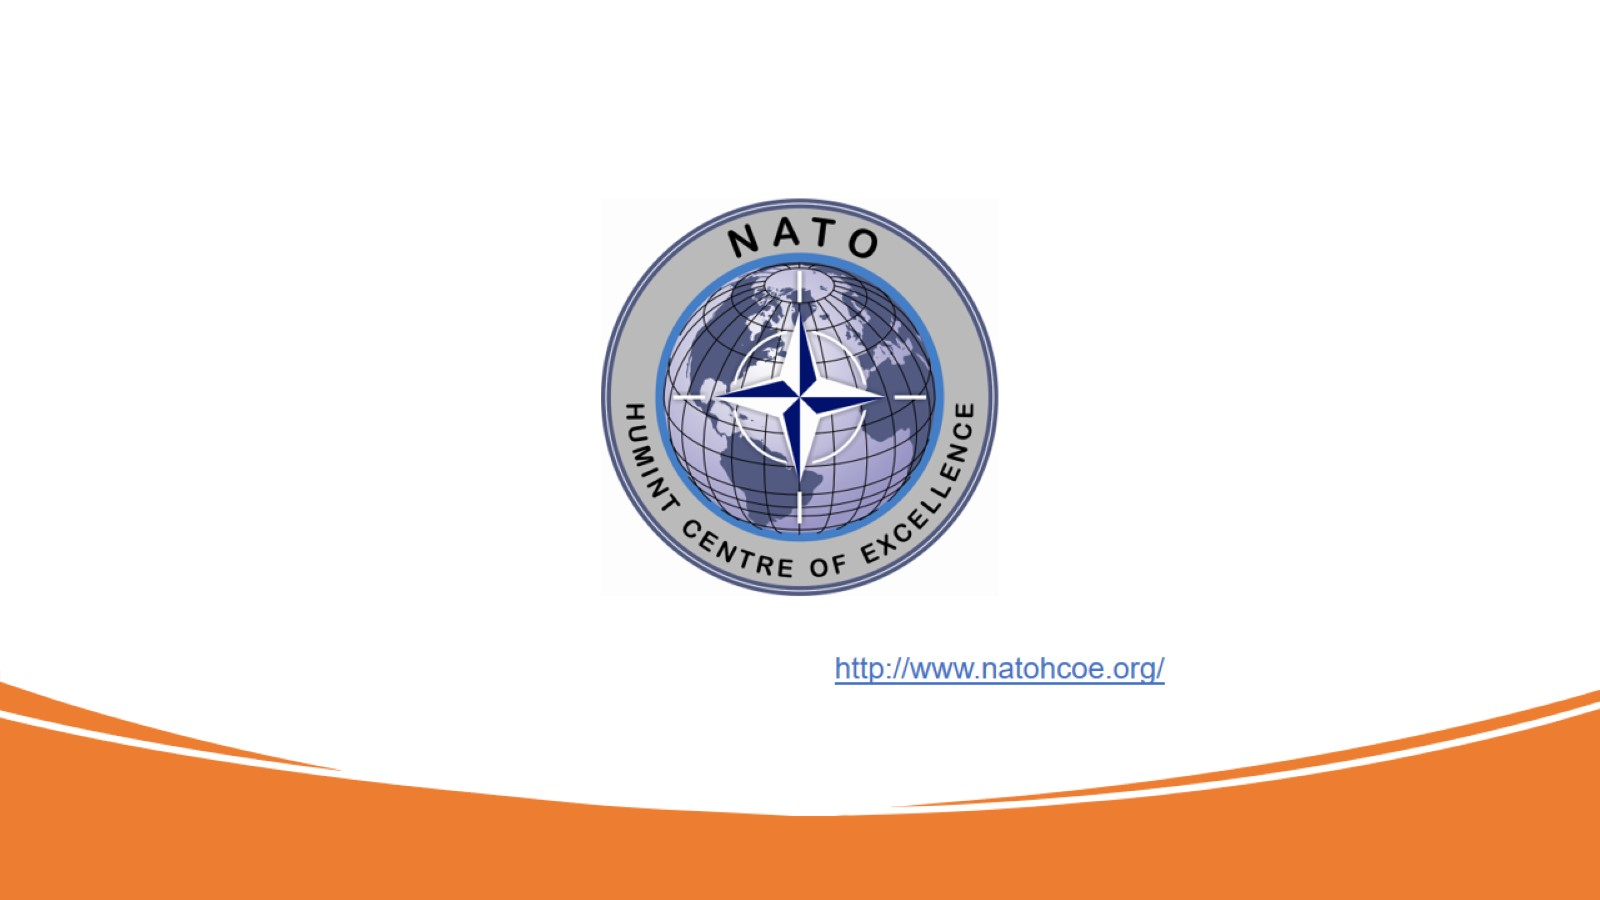 NATO
HUMINT CENTRE OF EXCELLENCE
http://www.natohcoe.org/